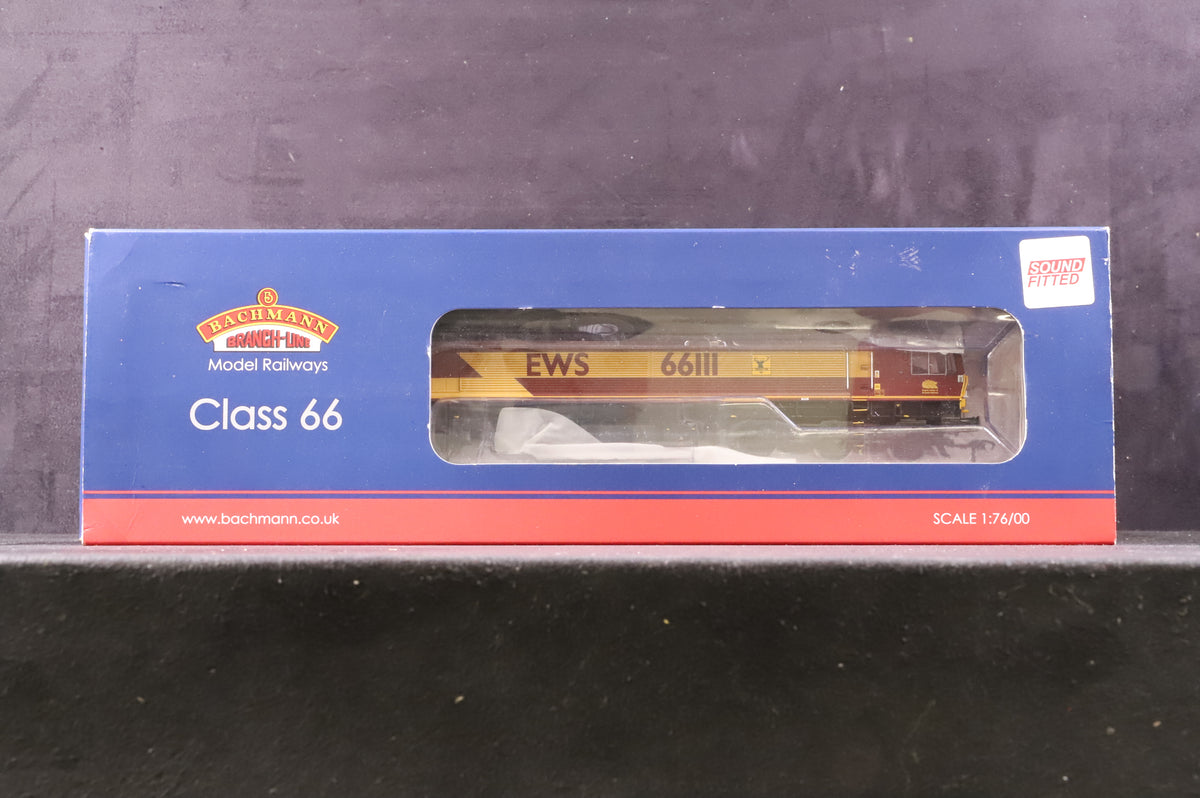 SOUND
FITTED
BACHMANN
BRANCH-LINE
Model Railways
Class 66
EWS 66111
www.bachmann.co.uk
SCALE 1:76/00